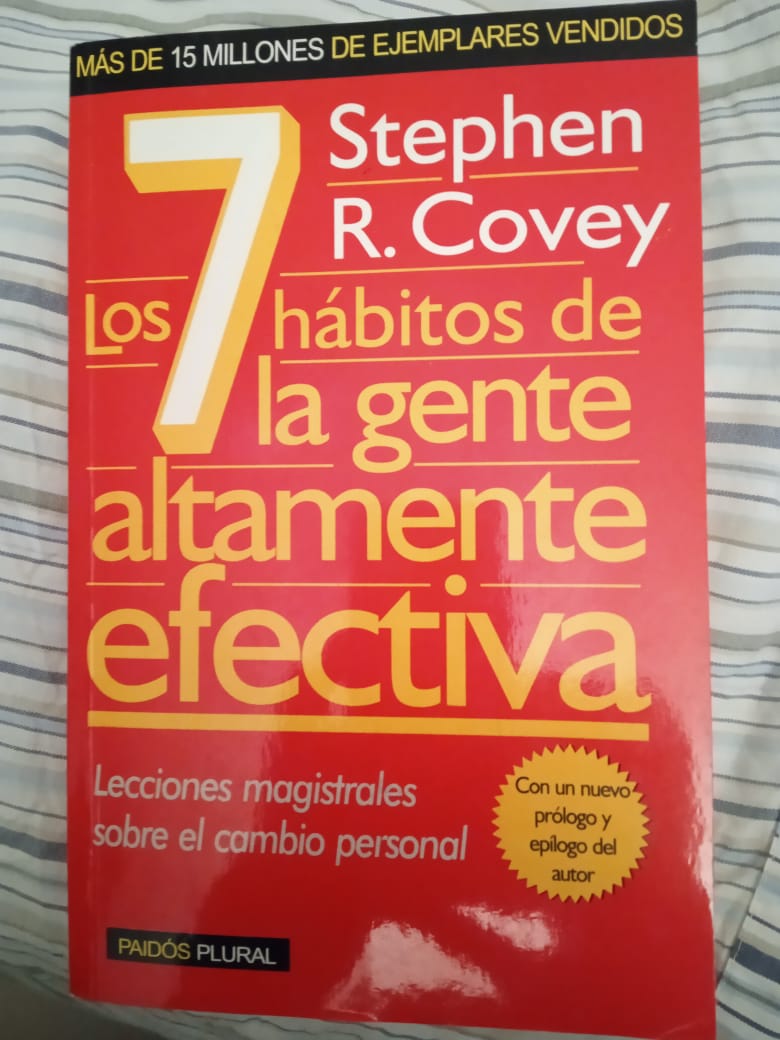 MÁS DE 15 MILLONES DE EJEMPLARES VENDIDOS
Stephen
R. Covey
Los 7 hábitos de
la gente
altamente
efectiva
Lecciones magistrales
sobre el cambio personal
Con un nuevo
prólogo y
epílogo del
autor
PAIDÓS PLURAL